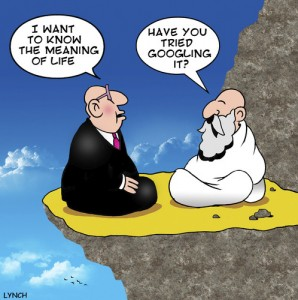 I WANT
TO KNOW
THE MEANING
OF LIFE
HAVE YOU
TRIED
GOOGLING
IT?
LYNCH